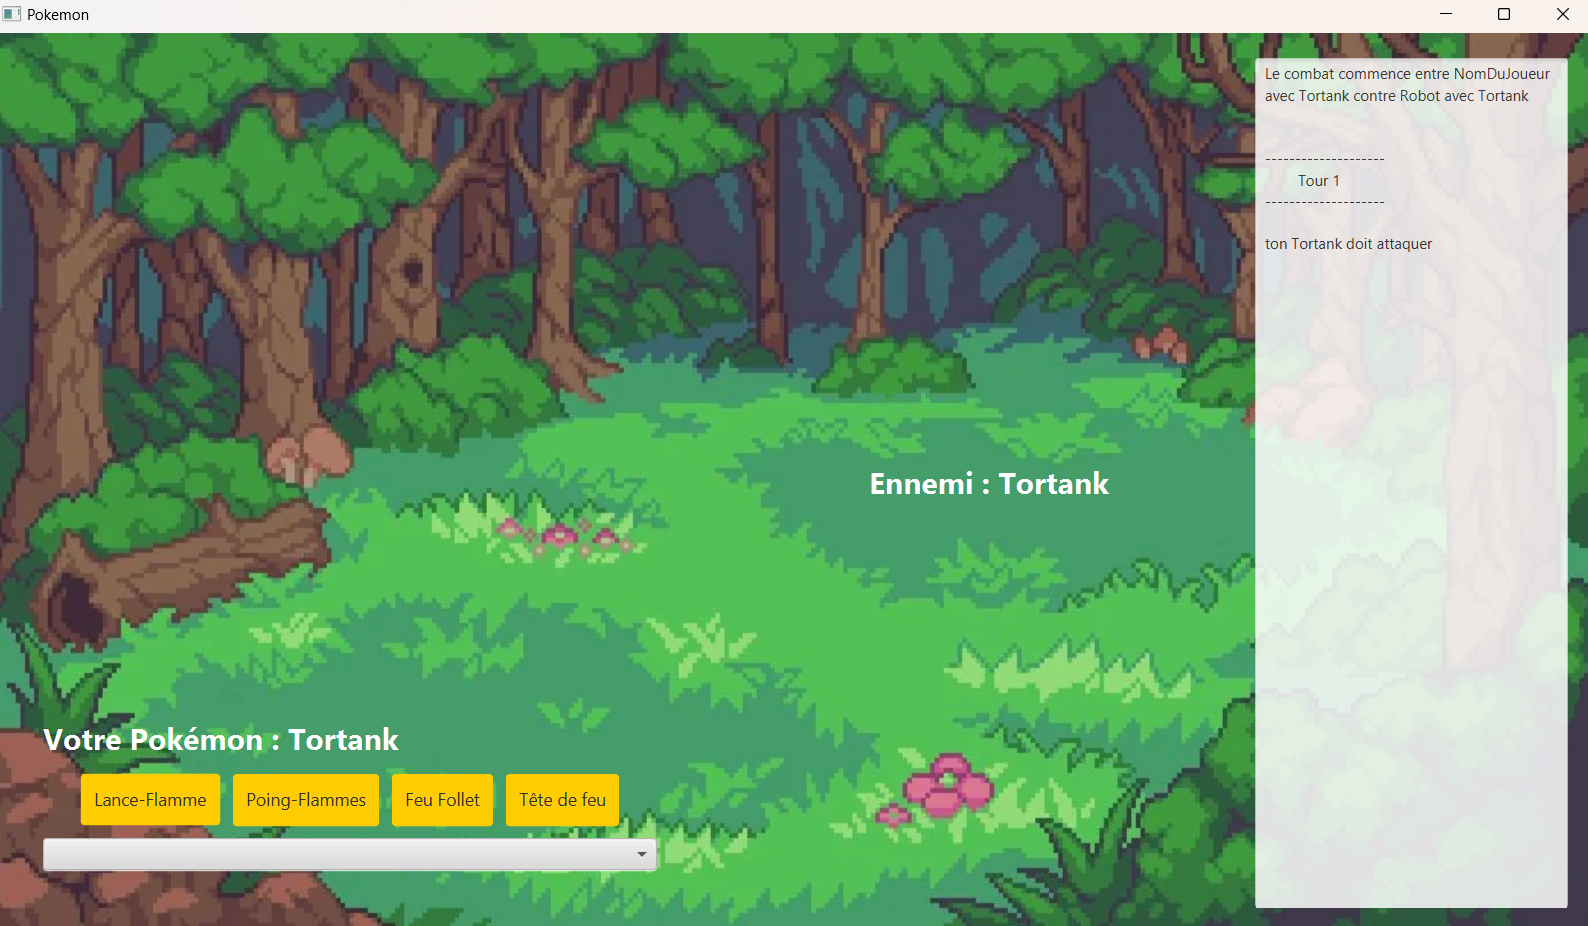 Pokemon
Le combat commence entre NomDuJoueur
avec Tortank contre Robot avec Tortank
--------------------
Tour 1
--------------------
ton Tortank doit attaquer
Ennemi : Tortank
Votre Pokémon : Tortank
Lance-Flamme
Poing-Flammes
Feu Follet
Tête de feu